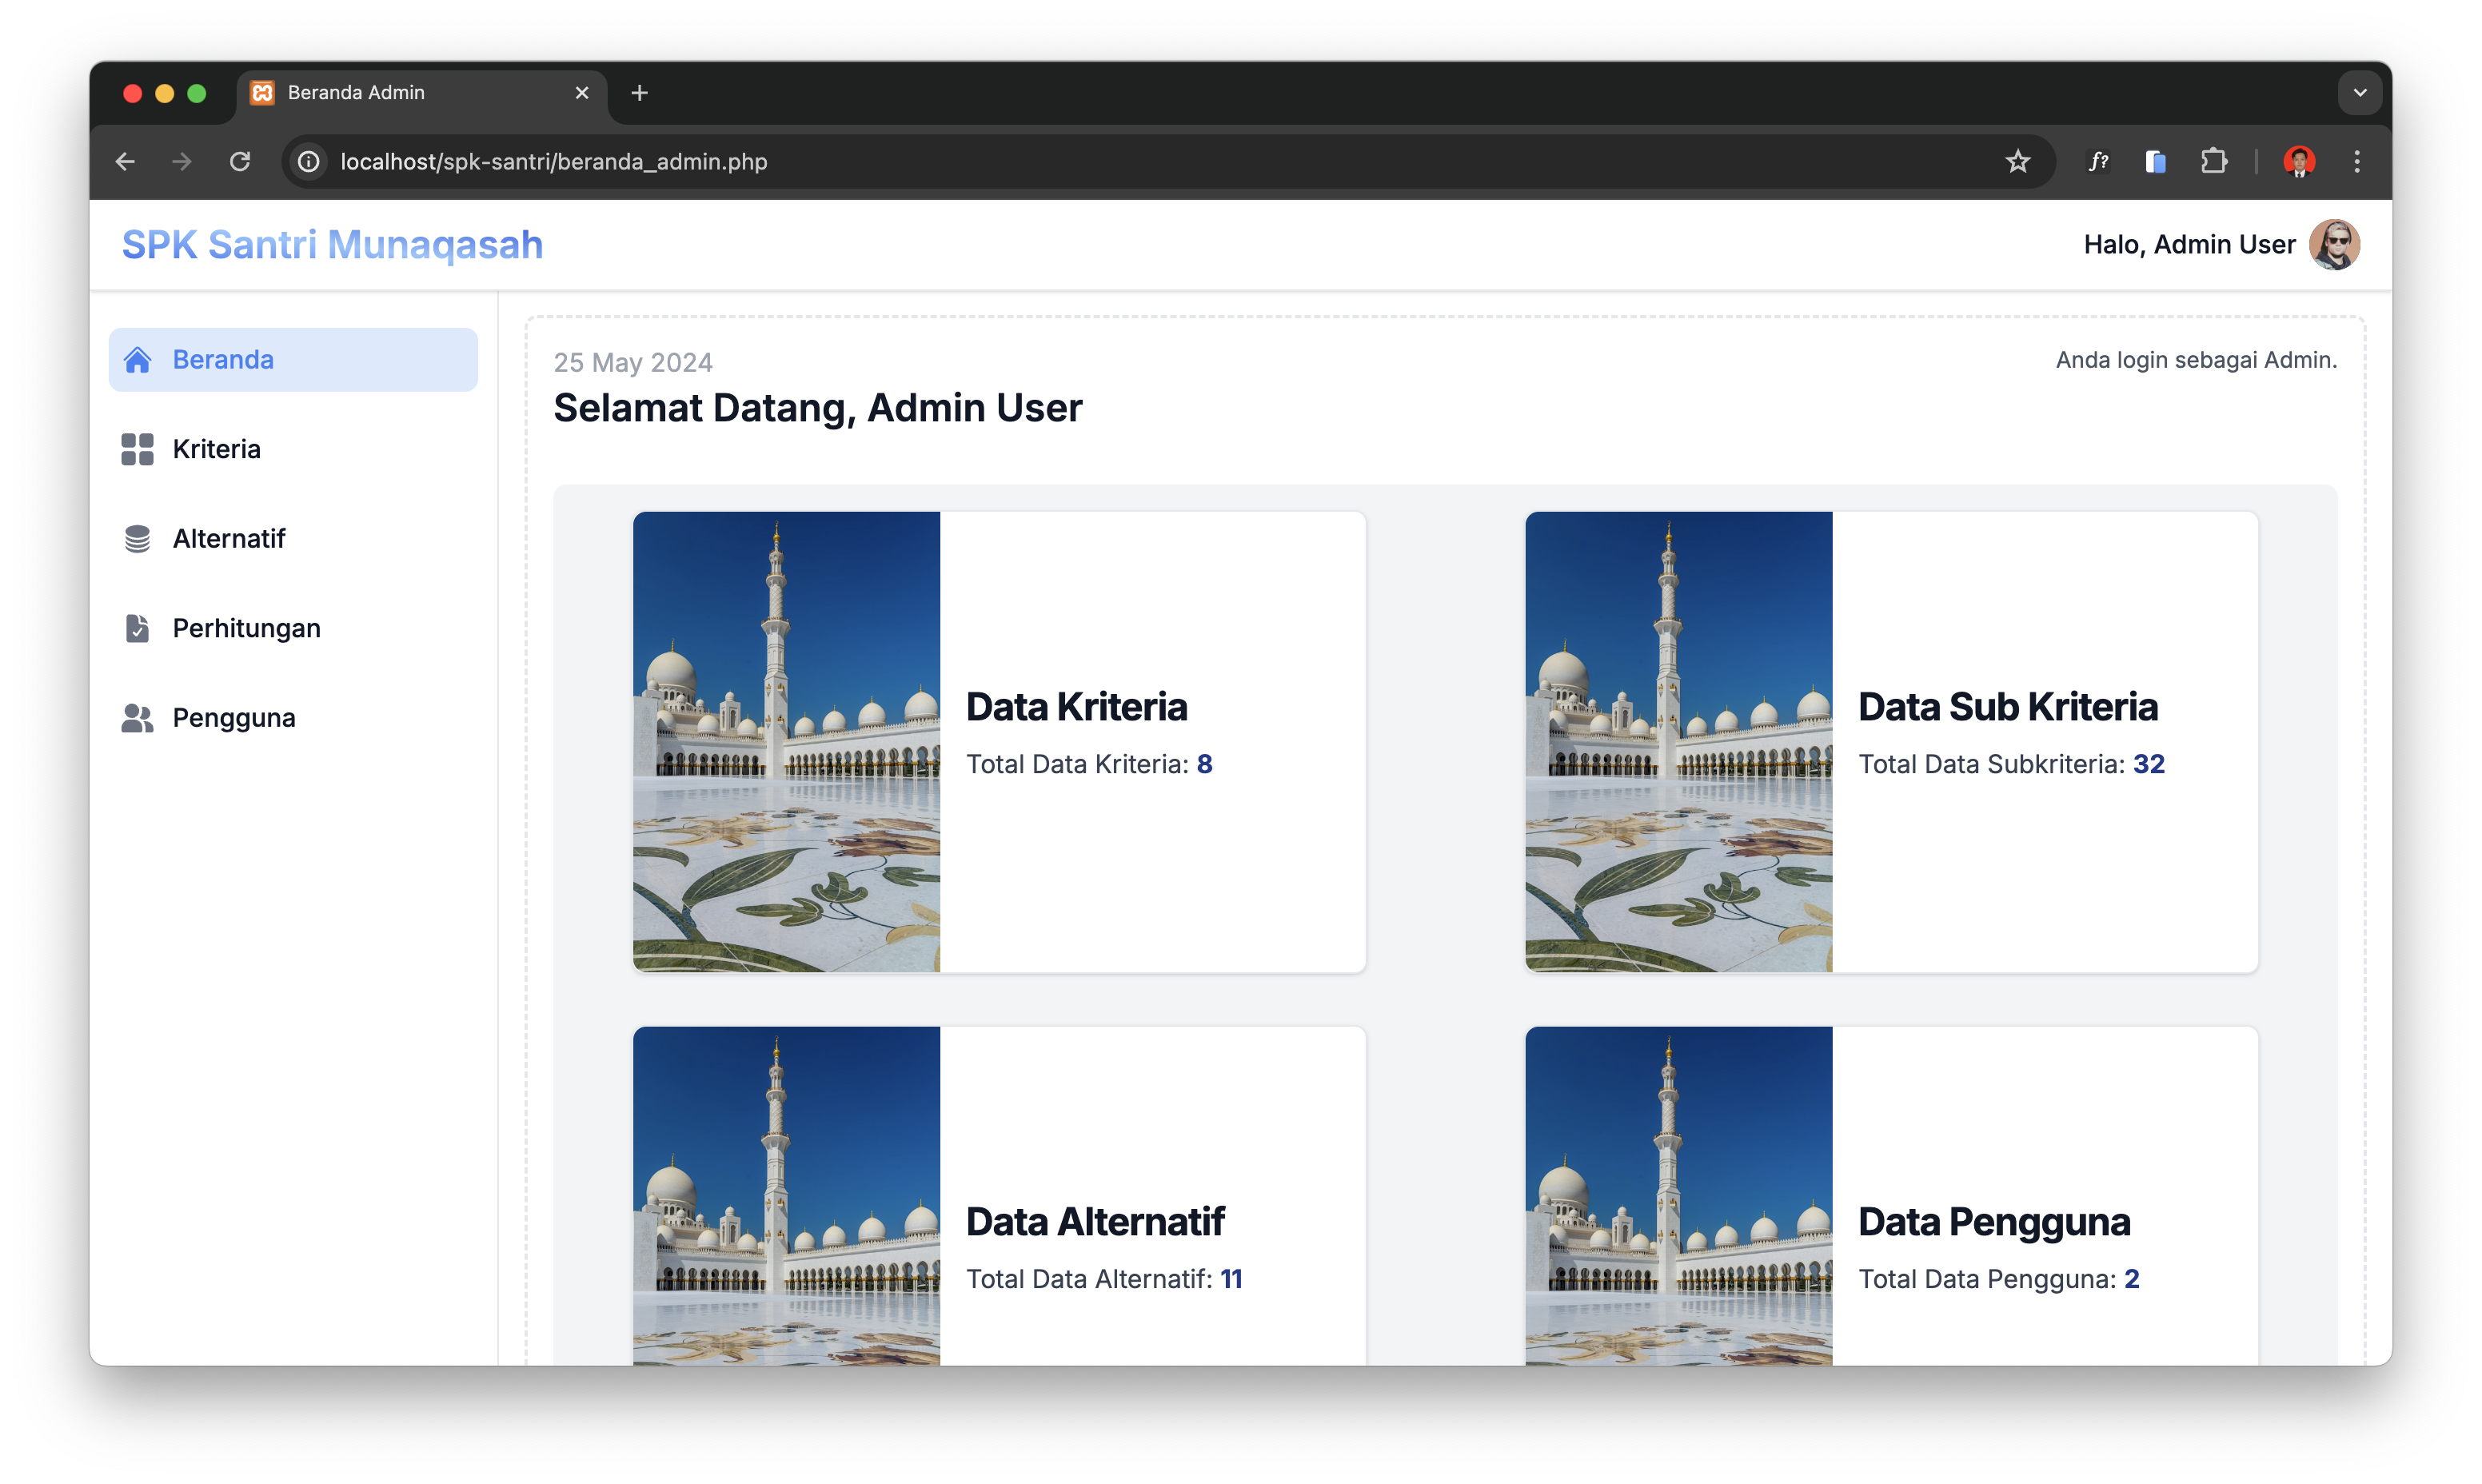 Beranda Admin
localhost/spk-santri/beranda_admin.php
f?
SPK Santri Munaqasah
Halo, Admin User
Beranda
Kriteria
Alternatif
Perhitungan
Pengguna
25 May 2024
Anda login sebagai Admin.
Selamat Datang, Admin User
Data Kriteria
Total Data Kriteria: 8
Data Sub Kriteria
Total Data Subkriteria: 32
Data Alternatif
Total Data Alternatif: 11
Data Pengguna
Total Data Pengguna: 2